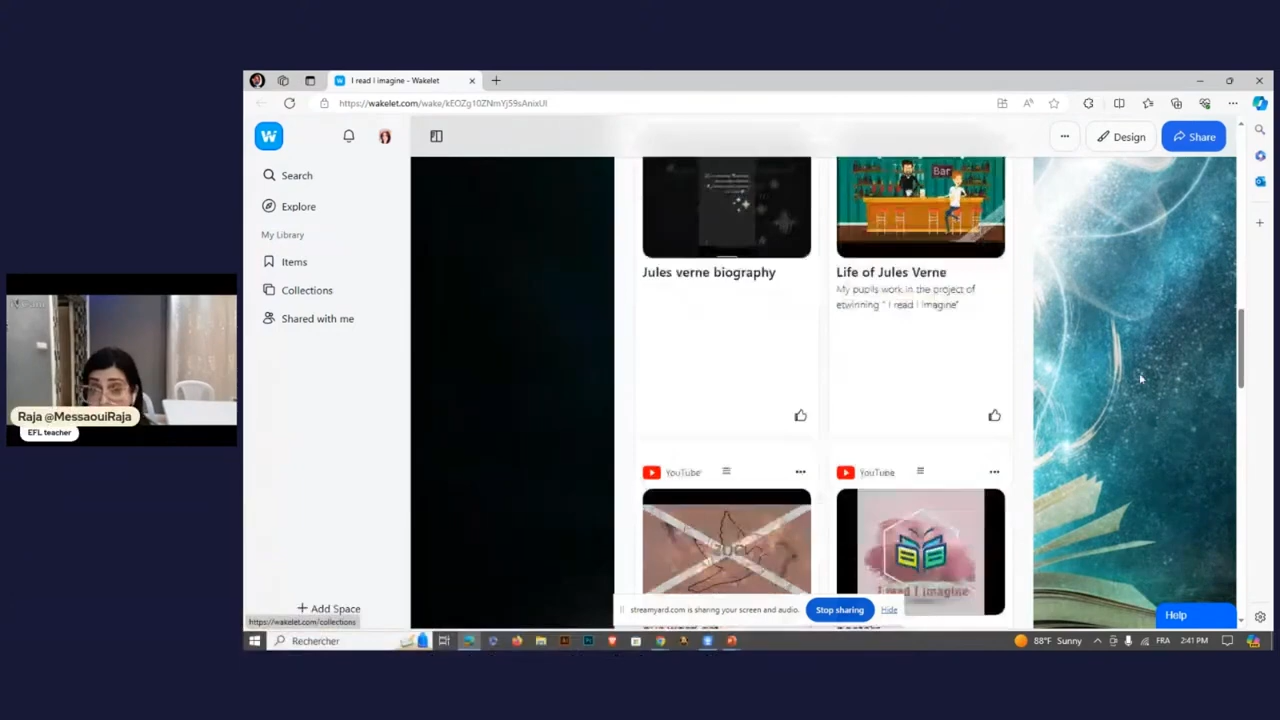 I read I imagine - Wakelet
https://wakelet.com/wake/kEOZg10ZNmYj59sAnixUl
W
Design
Share
Search
Explore
My Library
Items
Collections
Shared with me
Add Space
https://wakelet.com/collections
Bar
Jules verne biography
Life of Jules Verne
My pupils work in the project of
etwinning " I read I Imagine"
YouTube
YouTube
I read I imagine
streamyard.com is sharing your screen and audio.
Stop sharing
Hide
Help
Raja @MessaouiRaja
EFL teacher
Rechercher
88°F Sunny
FRA
2:41 PM